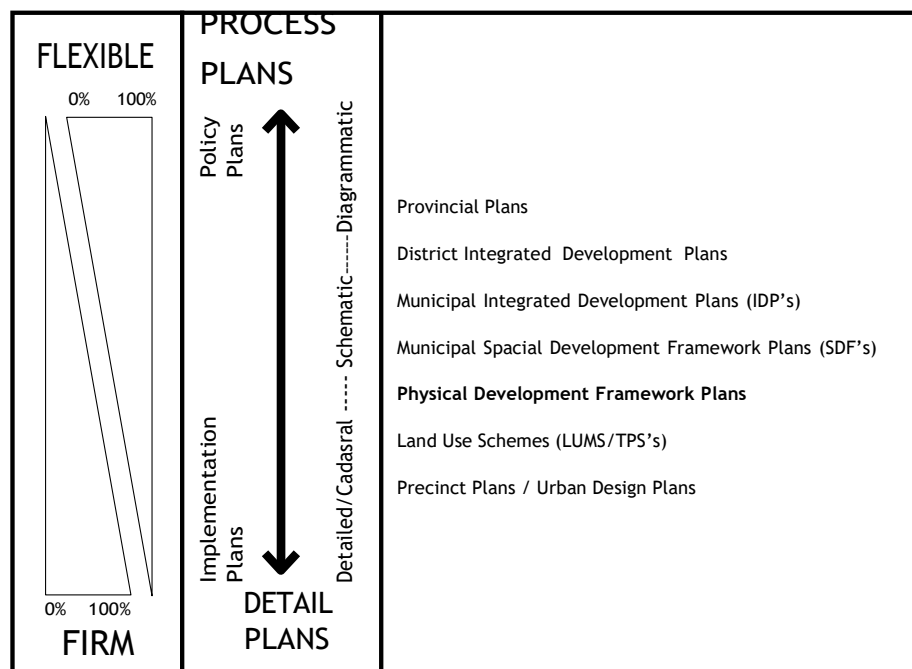 FLEXIBLE
0% 100%
0% 100%
FIRM
PROCESS
PLANS
Policy
Plans
Implementation
Plans
Detailed/Cadasral ----- Schematic------Diagrammatic
DETAIL
PLANS
Provincial Plans
District Integrated Development Plans
Municipal Integrated Development Plans (IDP's)
Municipal Spacial Development Framework Plans (SDF's)
Physical Development Framework Plans
Land Use Schemes (LUMS/TPS's)
Precinct Plans / Urban Design Plans